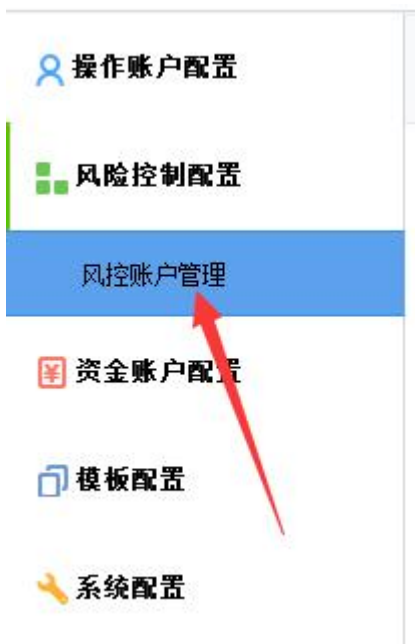 操作账户配置
风险控制配置
风控账户管理
资金账户配置
模板配置
系统配置